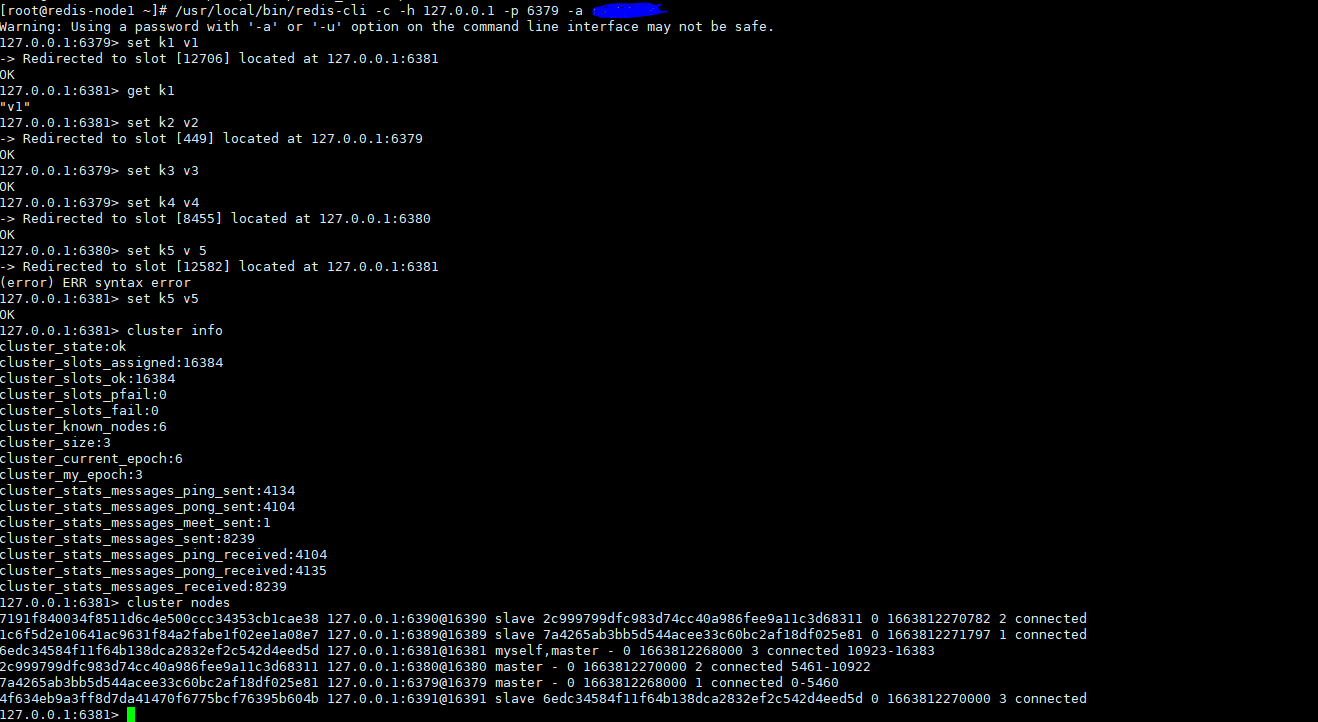 [root@redis-node1 ~]# /usr/local/bin/redis-cli -c -h 127.0.0.1 -p 6379 -a
Warning: Using a password with '-a' or '-u' option on the command line interface may not be safe.
127.0.0.1:6379> set k1 v1
-> Redirected to slot [12706] located at 127.0.0.1:6381
OK
127.0.0.1:6381> get k1
"v1"
127.0.0.1:6381> set k2 v2
-> Redirected to slot [449] located at 127.0.0.1:6379
OK
127.0.0.1:6379> set k3 v3
OK
127.0.0.1:6379> set k4 v4
-> Redirected to slot [8455] located at 127.0.0.1:6380
OK
127.0.0.1:6380> set k5 v 5
-> Redirected to slot [12582] located at 127.0.0.1:6381
(error) ERR syntax error
127.0.0.1:6381> set k5 v5
OK
127.0.0.1:6381> cluster info
cluster_state:ok
cluster_slots_assigned:16384
cluster_slots_ok:16384
cluster_slots_pfail:0
cluster_slots_fail:0
cluster_known_nodes:6
cluster_size:3
cluster_current_epoch:6
cluster_my_epoch:3
cluster_stats_messages_ping_sent:4134
cluster_stats_messages_pong_sent:4104
cluster_stats_messages_meet_sent:1
cluster_stats_messages_sent:8239
cluster_stats_messages_ping_received:4104
cluster_stats_messages_pong_received:4135
cluster_stats_messages_received:8239
127.0.0.1:6381> cluster nodes
7191f840034f8511d6c4e500ccc34353cb1cae38 127.0.0.1:6390@16390 slave 2c999799dfc983d74cc40a986fee9a11c3d68311 0 1663812270782 2 connected
1c6f5d2e10641ac9631f84a2fabe1f02ee1a08e7 127.0.0.1:6389@16389 slave 7a4265ab3bb5d544acee33c60bc2af18df025e81 0 1663812271797 1 connected
6edc34584f11f64b138dca2832ef2c542d4eed5d 127.0.0.1:6381@16381 myself,master - 0 1663812268000 3 connected 10923-16383
2c999799dfc983d74cc40a986fee9a11c3d68311 127.0.0.1:6380@16380 master - 0 1663812270000 2 connected 5461-10922
7a4265ab3bb5d544acee33c60bc2af18df025e81 127.0.0.1:6379@16379 master - 0 1663812268000 1 connected 0-5460
4f634eb9a3ff8d7da41470f6775bcf76395b604b 127.0.0.1:6391@16391 slave 6edc34584f11f64b138dca2832ef2c542d4eed5d 0 1663812270000 3 connected
127.0.0.1:6381>